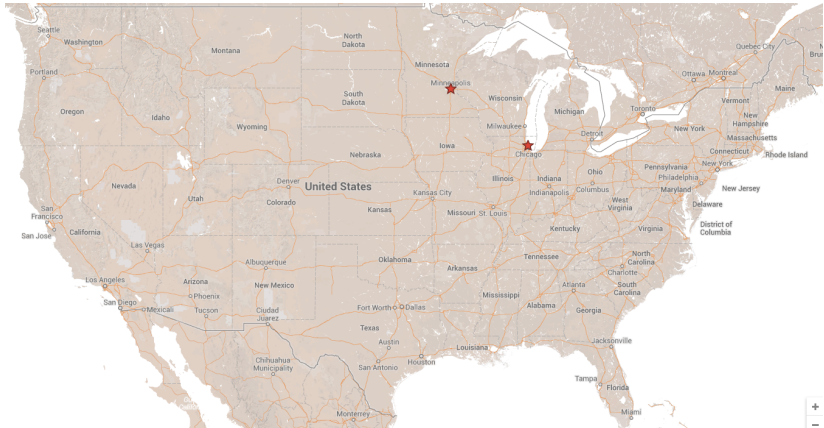 Seattle
Washington
Montana
North
Dakota
Minnesota
Minneapolis
Quebec City
Ottawa
Montreal
Maine
Portland
Oregon
Idaho
Wyoming
South
Dakota
Wisconsin
Michigan
Toronto
Vermont
New
Hampshire
Massachusetts
Milwaukee
Detroit
New York
Connecticut
Rhode Island
Iowa
Chicago
Nebraska
Nevada
Utah
Denver
Colorado
United States
Kansas City
Kansas
Illinois
Indiana
Indianapolis
Ohio
Columbus
Pennsylvania
New York
Philadelphia
Maryland
New Jersey
Delaware
District of
Columbia
West
Virginia
Virginia
Missouri
St. Louis
Kentucky
San
Francisco
San Jose
California
Las Vegas
Los Angeles
San Diego
Mexicali
Arizona
Phoenix
Tucson
Albuquerque
New Mexico
Ciudad
Juarez
Oklahoma
Arkansas
Tennessee
North
Carolina
Charlotte
South
Carolina
Atlanta
Mississippi
Alabama
Georgia
Fort Worth
Dallas
Texas
Austin
San Antonio
Houston
Louisiana
Jacksonville
Tampa
Florida
Miami
Chihuahua
Municipality
Monterrey
+
−